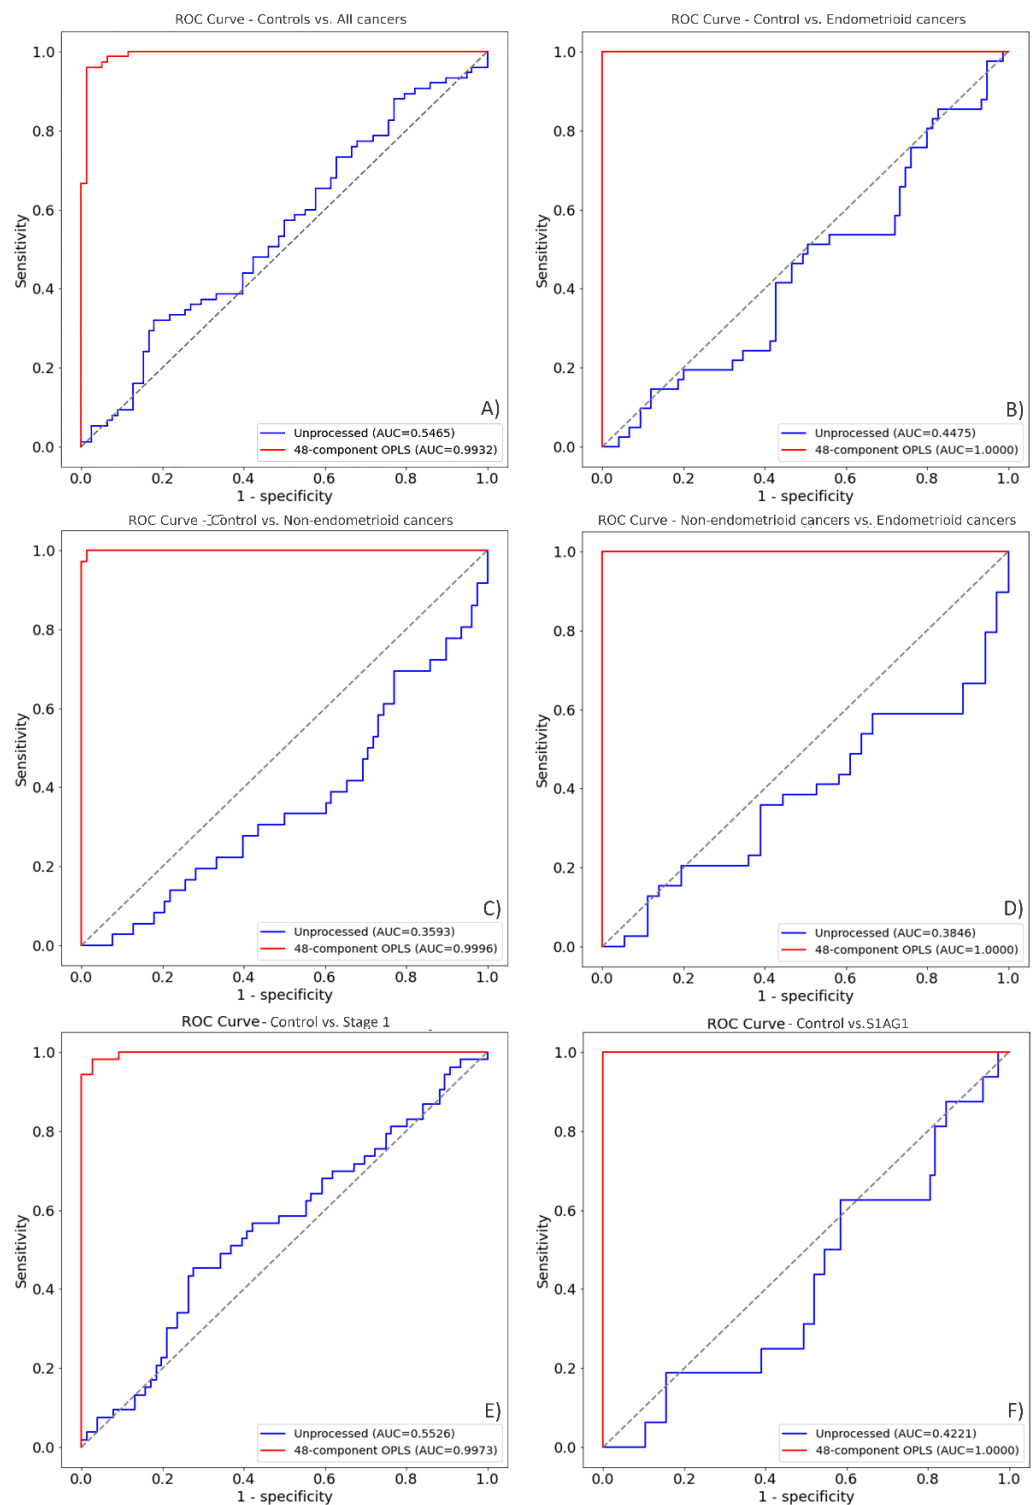 ROC Curve - Controls vs. All cancers
Sensitivity
1.0
0.8
0.6
0.4
0.2
0.0
A)
Unprocessed (AUC=0.5465)
48-component OPLS (AUC=0.9932)
0.0 0.2 0.4 0.6 0.8 1.0
1 - specificity
ROC Curve - Control vs. Endometrioid cancers
Sensitivity
1.0
0.8
0.6
0.4
0.2
0.0
B)
Unprocessed (AUC=0.4475)
48-component OPLS (AUC=1.0000)
0.0 0.2 0.4 0.6 0.8 1.0
1 - specificity
ROC Curve - Control vs. Non-endometrioid cancers
Sensitivity
1.0
0.8
0.6
0.4
0.2
0.0
C)
Unprocessed (AUC=0.3593)
48-component OPLS (AUC=0.9996)
0.0 0.2 0.4 0.6 0.8 1.0
1 - specificity
ROC Curve - Non-endometrioid cancers vs. Endometrioid cancers
Sensitivity
1.0
0.8
0.6
0.4
0.2
0.0
D)
Unprocessed (AUC=0.3846)
48-component OPLS (AUC=1.0000)
0.0 0.2 0.4 0.6 0.8 1.0
1 - specificity
ROC Curve - Control vs. Stage 1
Sensitivity
1.0
0.8
0.6
0.4
0.2
0.0
E)
Unprocessed (AUC=0.5526)
48-component OPLS (AUC=0.9973)
0.0 0.2 0.4 0.6 0.8 1.0
1 - specificity
ROC Curve - Control vs.S1AG1
Sensitivity
1.0
0.8
0.6
0.4
0.2
0.0
F)
Unprocessed (AUC=0.4221)
48-component OPLS (AUC=1.0000)
0.0 0.2 0.4 0.6 0.8 1.0
1 - specificity